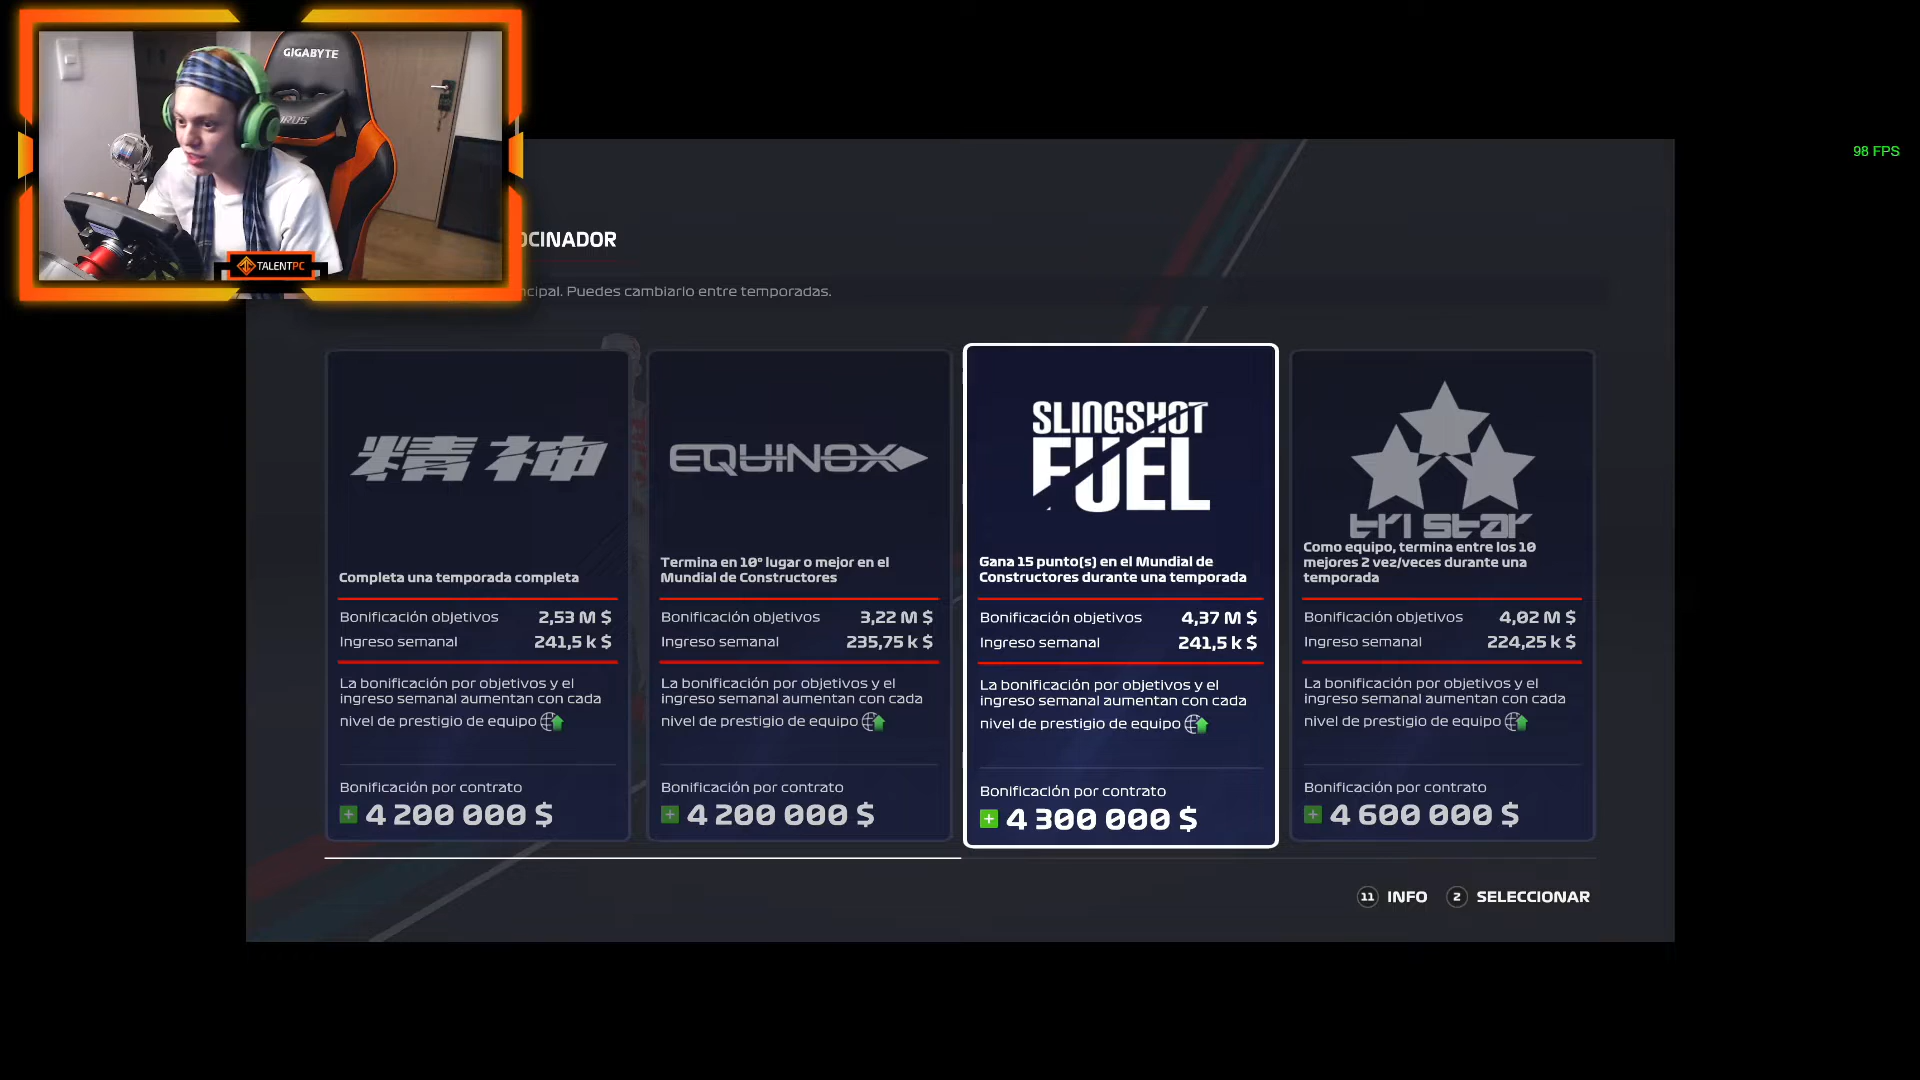 GIGABYTE
TALENTPC
98 FPS
OCINADOR
ncipal. Puedes cambiarlo entre temporadas.
精神
Completa una temporada completa
Bonificación objetivos 2,53 M $
Ingreso semanal 241,5 k $
La bonificación por objetivos y el
ingreso semanal aumentan con cada
nivel de prestigio de equipo
Bonificación por contrato
+ 4 200 000 $
EQUINOX
Termina en 10º lugar o mejor en el
Mundial de Constructores
Bonificación objetivos 3,22 M $
Ingreso semanal 235,75 k $
La bonificación por objetivos y el
ingreso semanal aumentan con cada
nivel de prestigio de equipo
Bonificación por contrato
+ 4 200 000 $
SLINGSHOT
FUEL
Gana 15 punto(s) en el Mundial de
Constructores durante una temporada
Bonificación objetivos 4,37 M $
Ingreso semanal 241,5 k $
La bonificación por objetivos y el
ingreso semanal aumentan con cada
nivel de prestigio de equipo
Bonificación por contrato
+ 4 300 000 $
tri star
Como equipo, termina entre los 10
mejores 2 vez/veces durante una
temporada
Bonificación objetivos 4,02 M $
Ingreso semanal 224,25 k $
La bonificación por objetivos y el
ingreso semanal aumentan con cada
nivel de prestigio de equipo
Bonificación por contrato
+ 4 600 000 $
11 INFO 2 SELECCIONAR